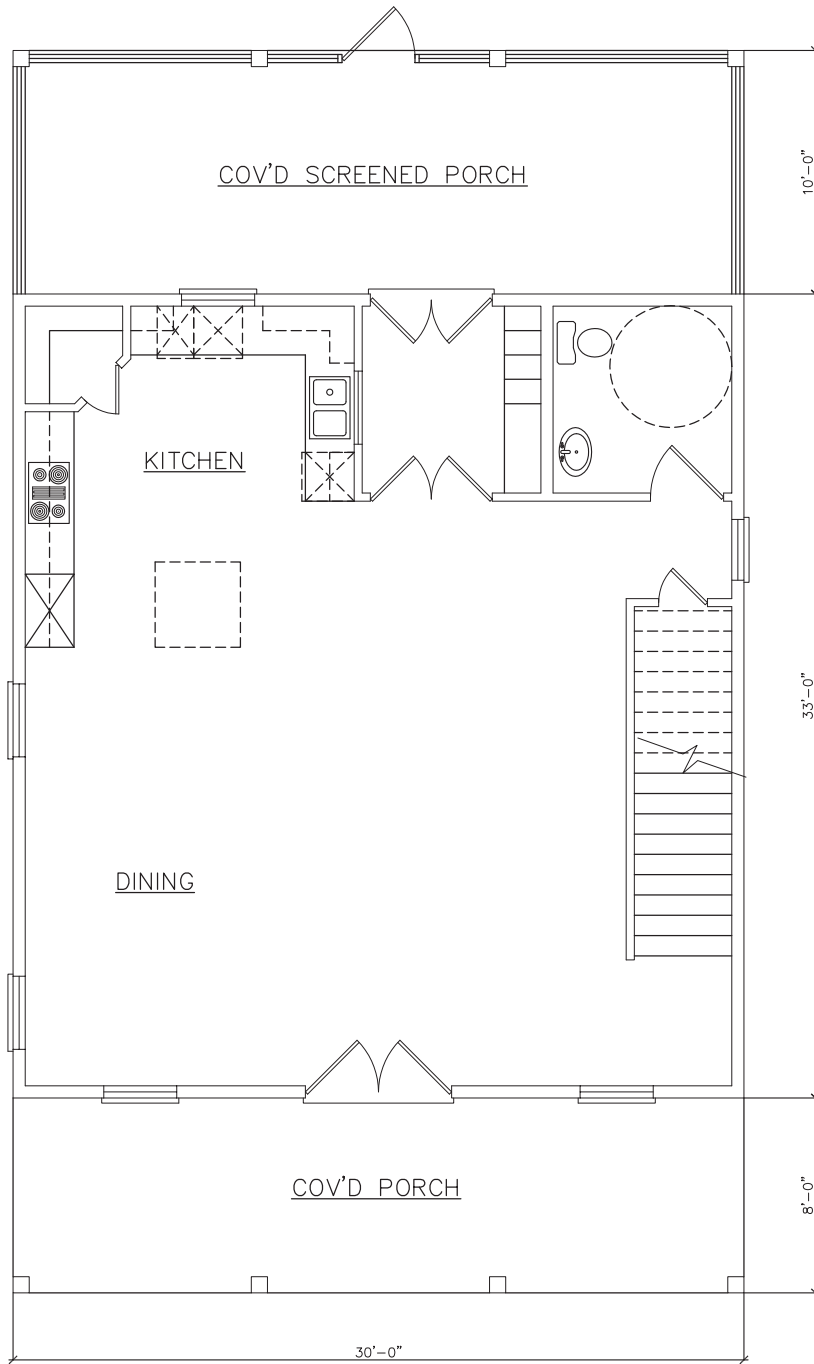 COV'D SCREENED PORCH
10'-0"
KITCHEN
33'-0"
DINING
COV'D PORCH
8'-0"
30'-0"